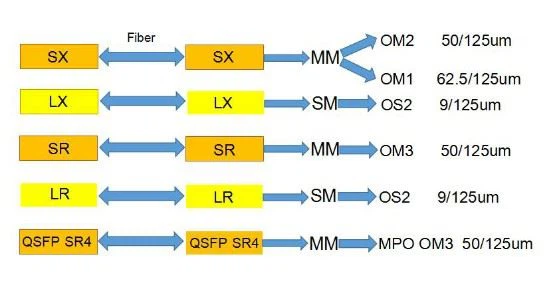 Fiber
SX SX MM OM2 50/125um
OM1 62.5/125um
LX LX SM OS2 9/125um
SR SR MM OM3 50/125um
LR LR SM OS2 9/125um
QSFP SR4 QSFP SR4 MM MPO OM3 50/125um